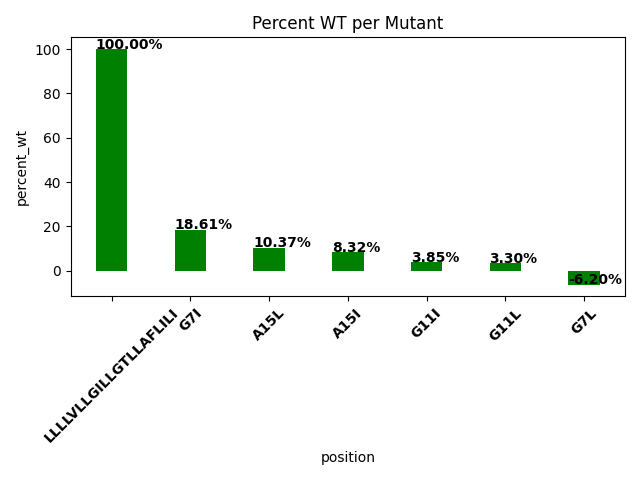 Percent WT per Mutant
percent_wt
100
80
60
40
20
0
100.00%
18.61%
10.37%
8.32%
3.85%
3.30%
-6.20%
LLLLVLLGILLGTLLAFLILI
G7I
A15L
A15I
G11I
G11L
G7L
position